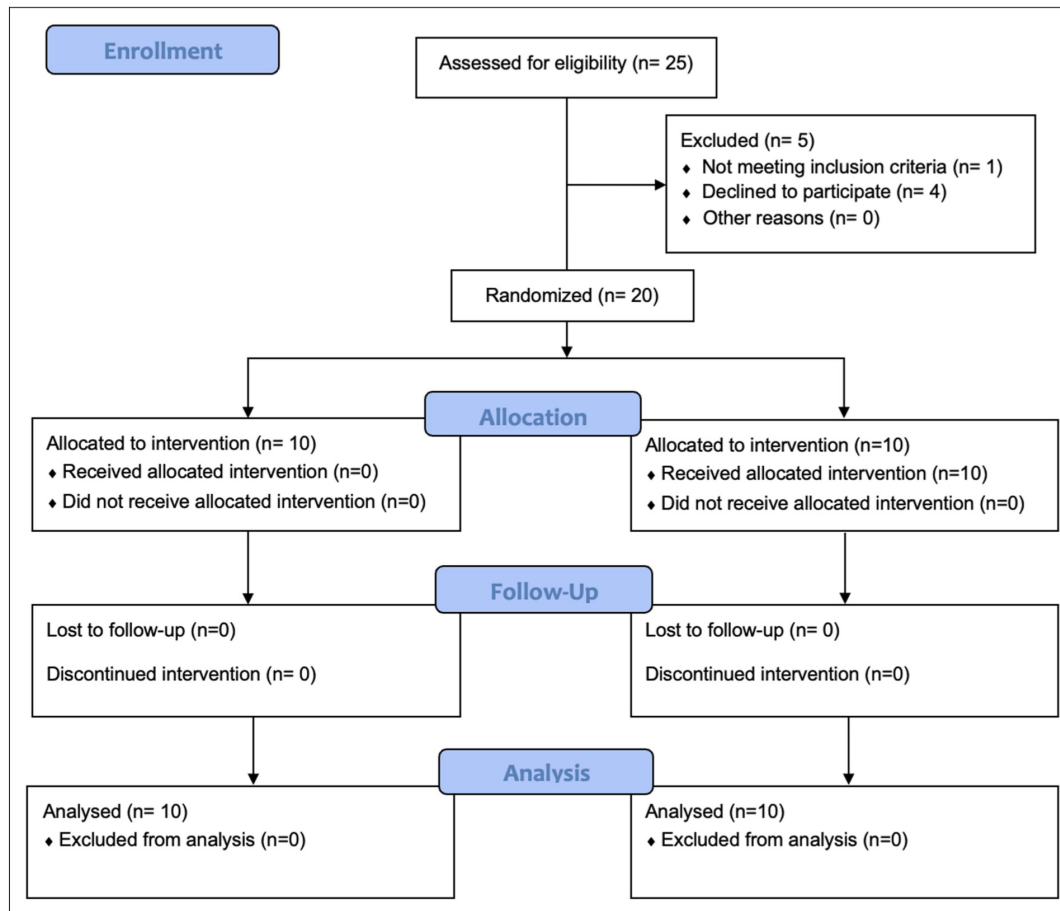 Enrollment
Assessed for eligibility (n= 25)
Excluded (n= 5)
♦ Not meeting inclusion criteria (n= 1)
♦ Declined to participate (n= 4)
♦ Other reasons (n= 0)
Randomized (n= 20)
Allocation
Allocated to intervention (n= 10)
♦ Received allocated intervention (n=0)
♦ Did not receive allocated intervention (n=0)
Allocated to intervention (n=10)
♦ Received allocated intervention (n=10)
♦ Did not receive allocated intervention (n=0)
Follow-Up
Lost to follow-up (n=0)
Discontinued intervention (n= 0)
Lost to follow-up (n= 0)
Discontinued intervention (n=0)
Analysis
Analysed (n= 10)
♦ Excluded from analysis (n=0)
Analysed (n=10)
♦ Excluded from analysis (n=0)